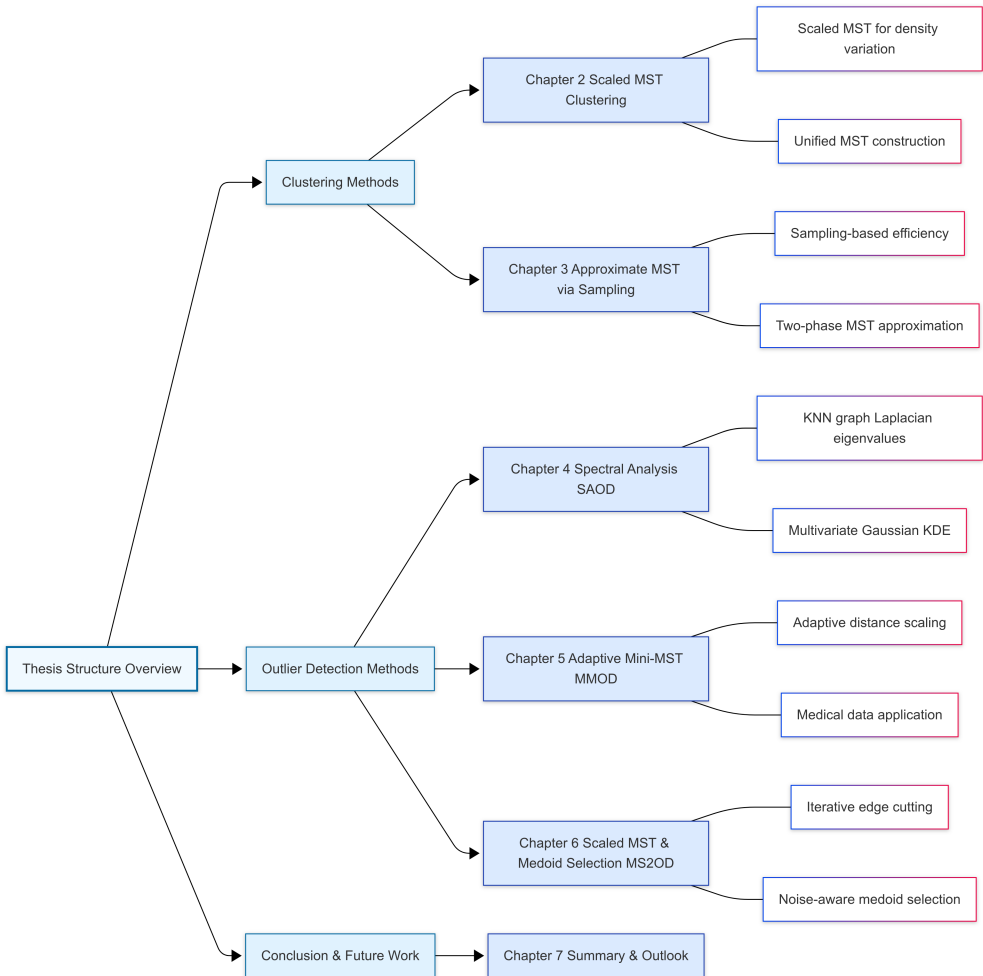 Thesis Structure Overview
Clustering Methods
Chapter 2 Scaled MST
Clustering
Scaled MST for density
variation
Unified MST construction
Chapter 3 Approximate MST
via Sampling
Sampling-based efficiency
Two-phase MST approximation
Outlier Detection Methods
Chapter 4 Spectral Analysis
SAOD
KNN graph Laplacian
eigenvalues
Multivariate Gaussian KDE
Chapter 5 Adaptive Mini-MST
MMOD
Adaptive distance scaling
Medical data application
Chapter 6 Scaled MST &
Medoid Selection MS2OD
Iterative edge cutting
Noise-aware medoid selection
Conclusion & Future Work
Chapter 7 Summary & Outlook